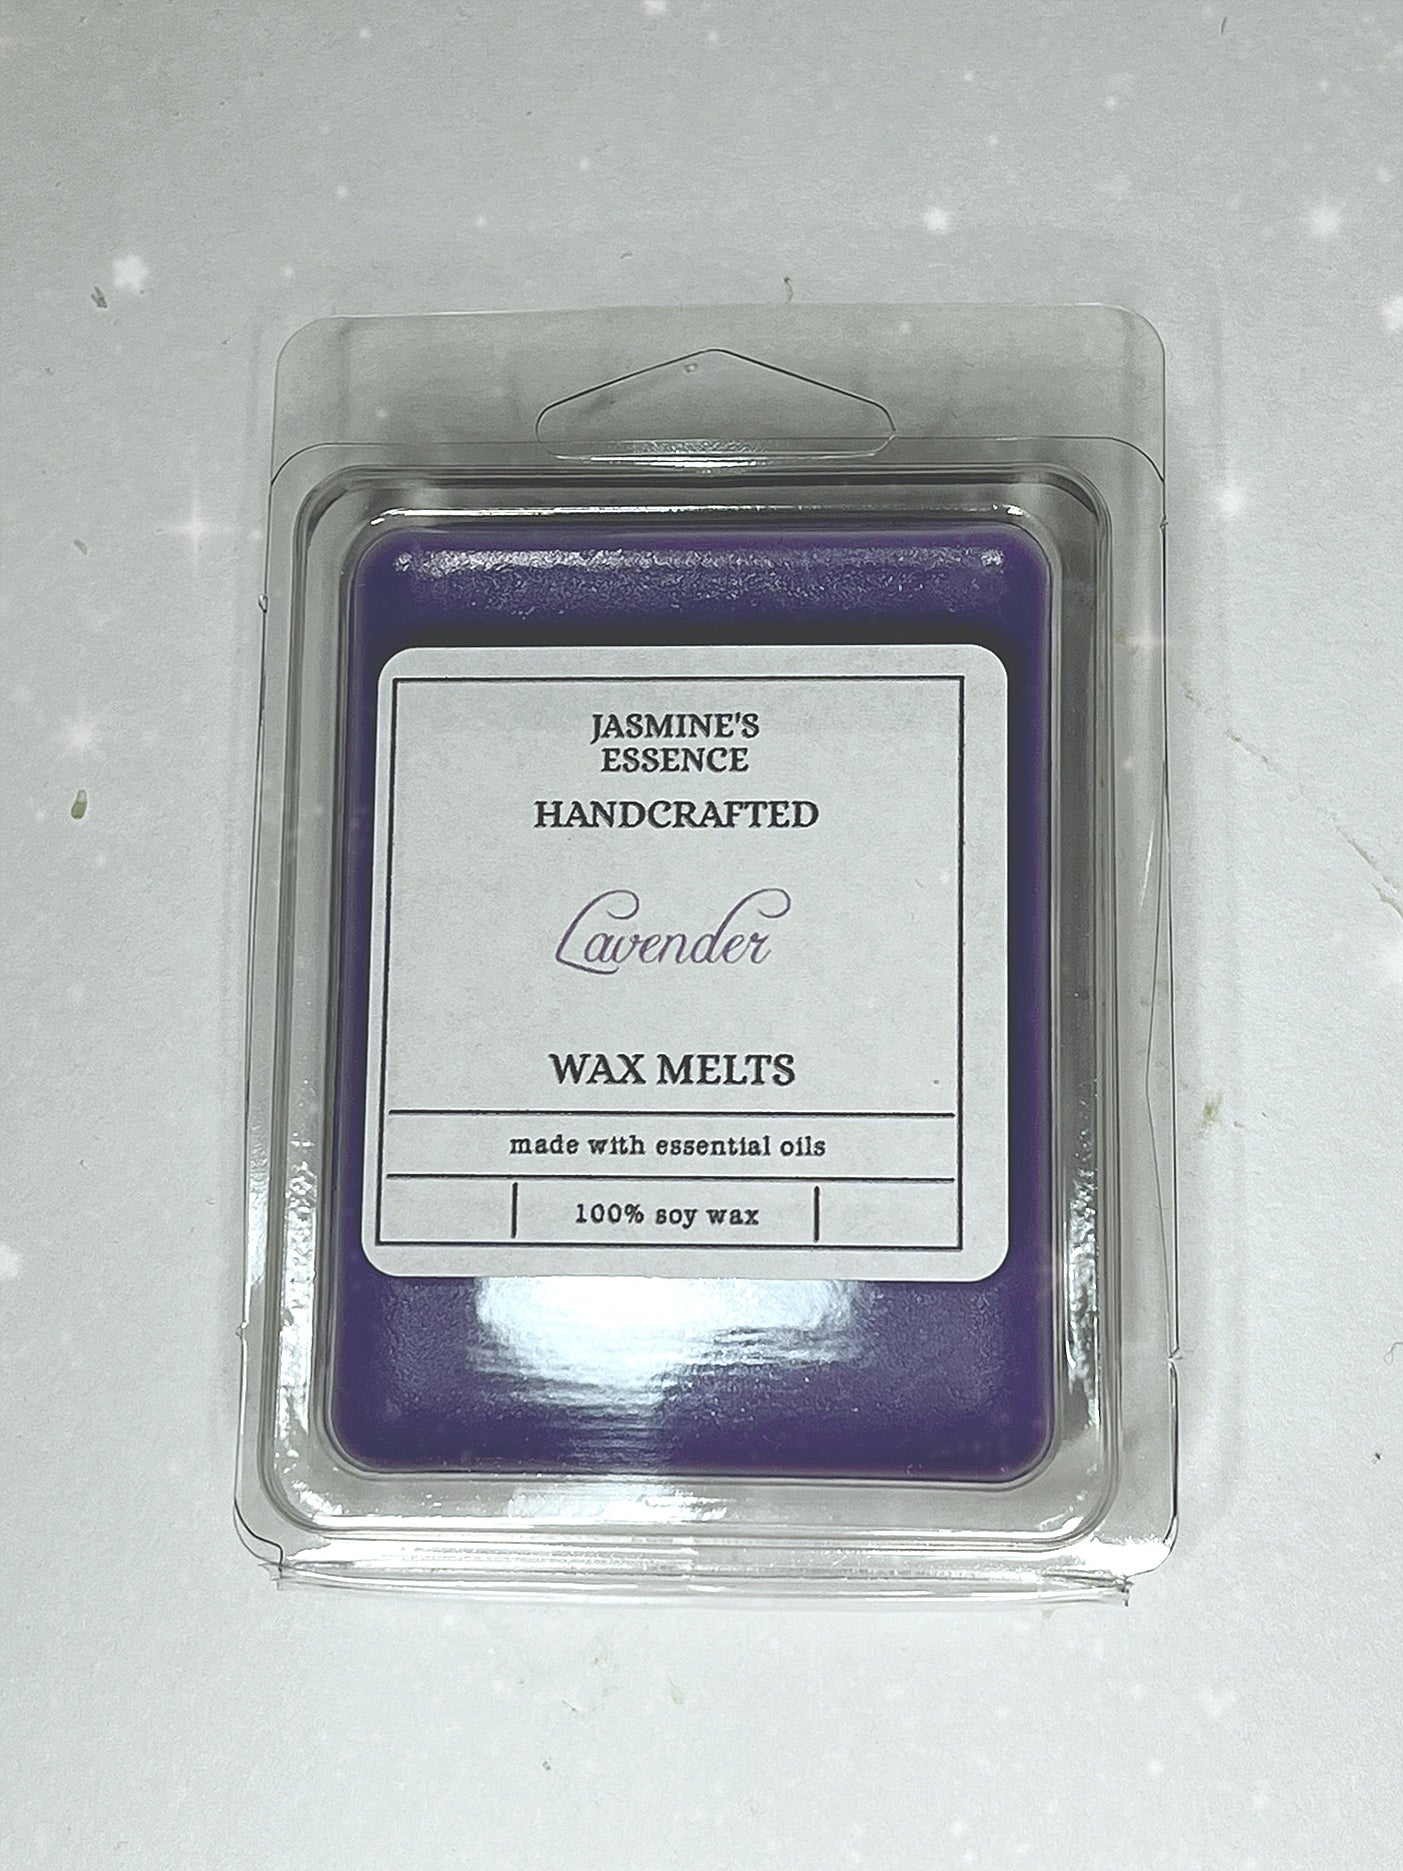 JASMINE'S
ESSENCE
HANDCRAFTED
Lavender
WAX MELTS
made with essential oils
100% soy wax